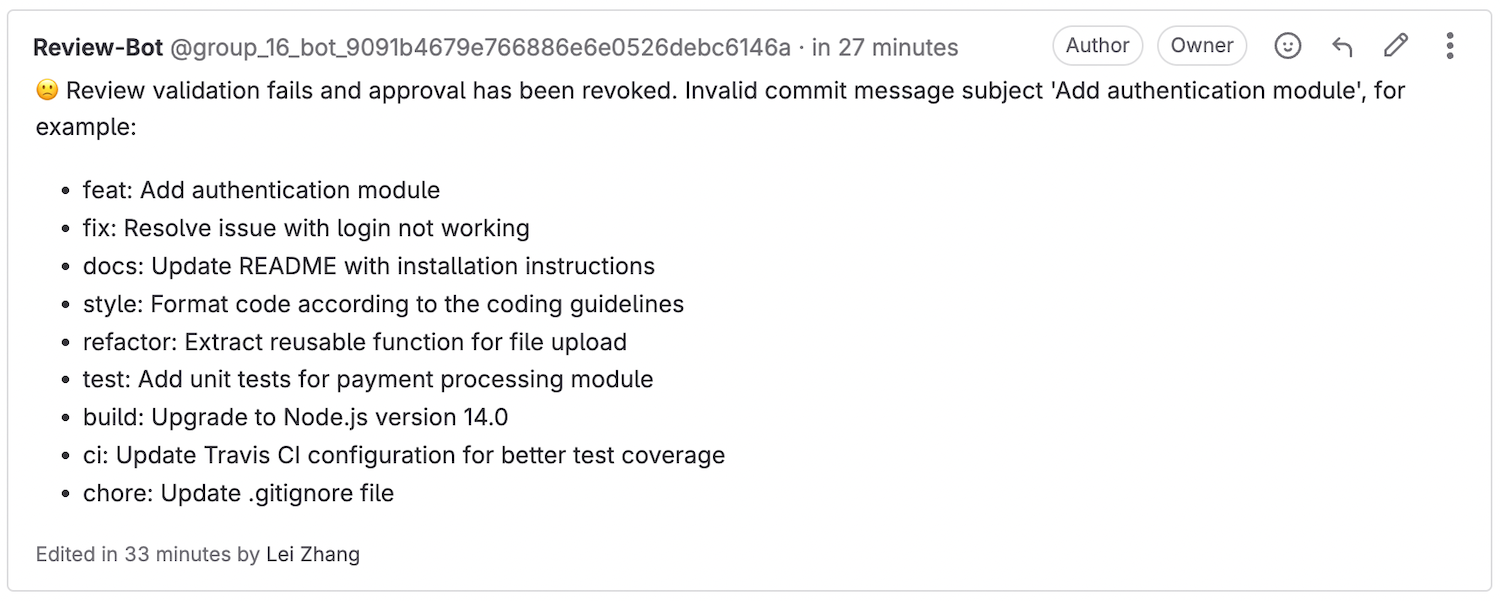 Review-Bot @group_16_bot_9091b4679e766886e6e0526debc6146a · in 27 minutes Author Owner
🙁 Review validation fails and approval has been revoked. Invalid commit message subject 'Add authentication module', for
example:
• feat: Add authentication module
• fix: Resolve issue with login not working
• docs: Update README with installation instructions
• style: Format code according to the coding guidelines
• refactor: Extract reusable function for file upload
• test: Add unit tests for payment processing module
• build: Upgrade to Node.js version 14.0
• ci: Update Travis CI configuration for better test coverage
• chore: Update .gitignore file
Edited in 33 minutes by Lei Zhang